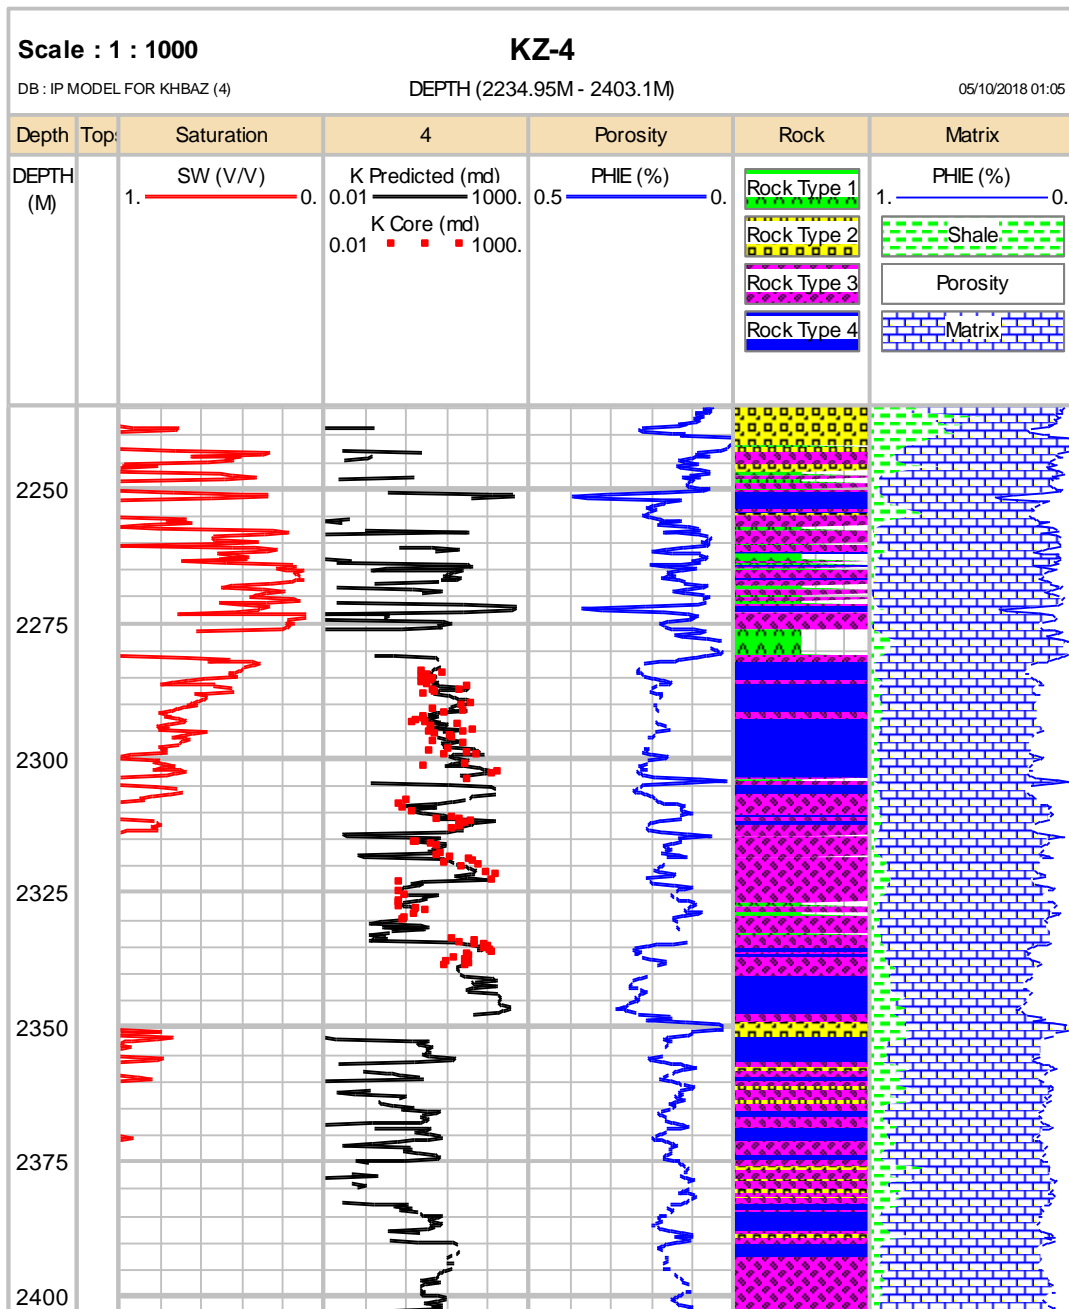 Scale : 1 : 1000
KZ-4
DB : IP MODEL FOR KHBAZ (4)
DEPTH (2234.95M - 2403.1M)
05/10/2018 01:05
Depth Tops Saturation 4 Porosity Rock Matrix
DEPTH (M)
SW (V/V)
1. 0.
K Predicted (md)
0.01 1000.
K Core (md)
0.01 1000.
PHIE (%)
0.5 0.
Rock Type 1
Rock Type 2
Rock Type 3
Rock Type 4
PHIE (%)
1. 0.
Shale
Porosity
Matrix
2250
2275
2300
2325
2350
2375
2400